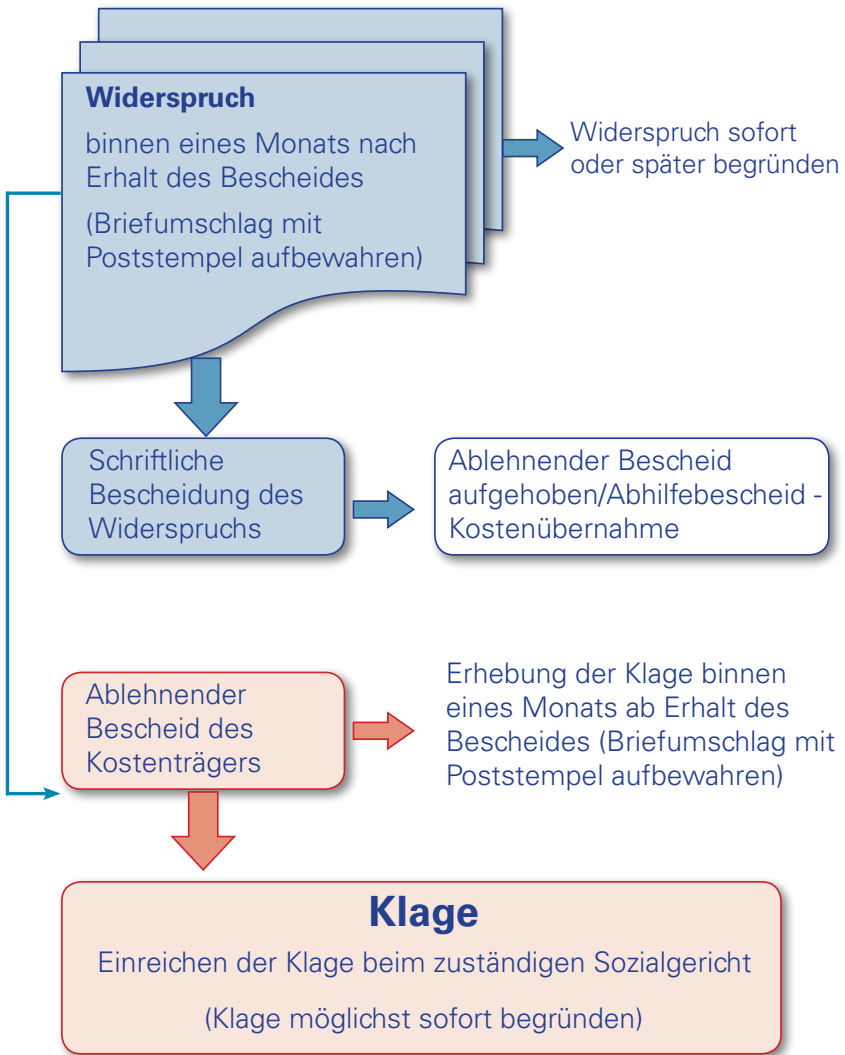 Widerspruch
binnen eines Monats nach
Erhalt des Bescheides
(Briefumschlag mit
Poststempel aufbewahren)
Widerspruch sofort
oder später begründen
Schriftliche
Bescheidung des
Widerspruchs
Ablehnender Bescheid
aufgehoben/Abhilfebescheid -
Kostenübernahme
Ablehnender
Bescheid des
Kostenträgers
Erhebung der Klage binnen
eines Monats ab Erhalt des
Bescheides (Briefumschlag mit
Poststempel aufbewahren)
Klage
Einreichen der Klage beim zuständigen Sozialgericht
(Klage möglichst sofort begründen)